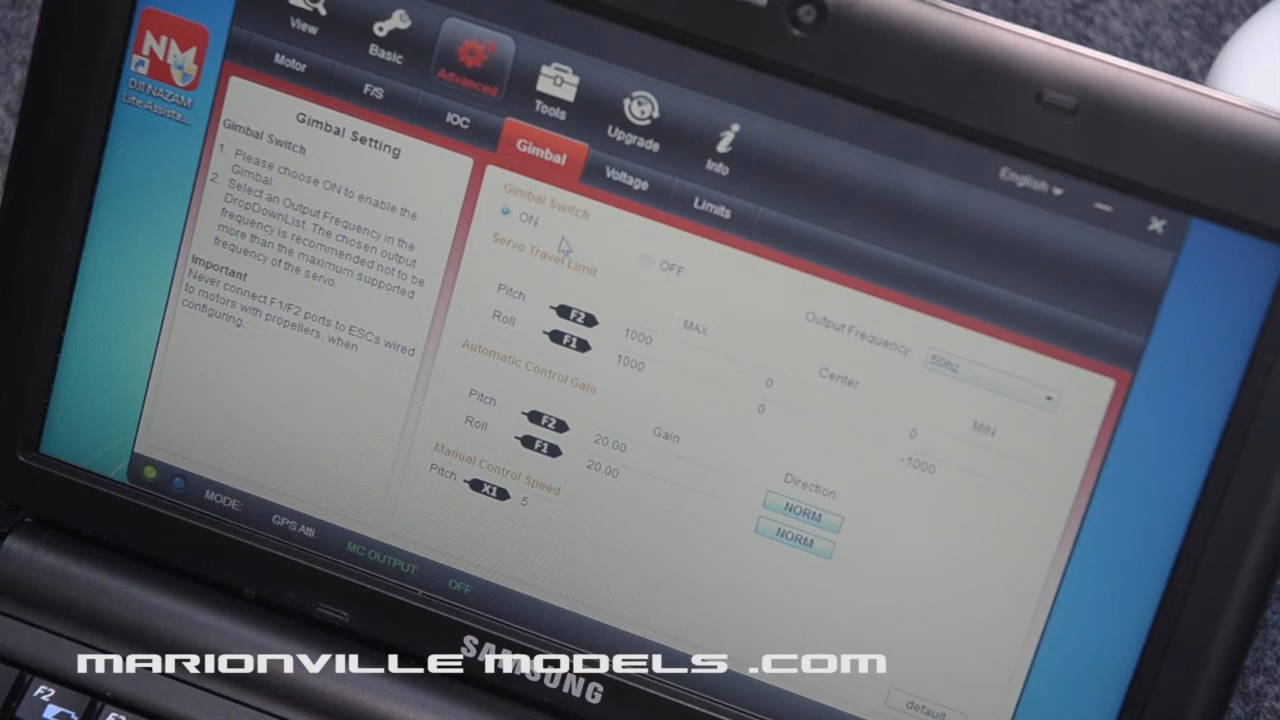 DJI NAZAM
Lite Assista...
View
Basic
Advanced
Tools
Upgrade
Info
English
Motor
F/S
IOC
Gimbal
Voltage
Limits
Gimbal Setting
Gimbal Switch
1. Please choose ON to enable the
Gimbal.
2. Select an Output Frequency in the
DropDownList. The chosen output
frequency is recommended not to be
more than the maximum supported
frequency of the servo.
Important
Never connect F1/F2 ports to ESCs wired
to motors with propellers, when
configuring.
Gimbal Switch
ON
OFF
Output Frequency:
50hz
Servo Travel Limit
MAX
Center
MIN
Pitch F2 1000 0 0
Roll F1 1000 0 -1000
Automatic Control Gain
Gain
Direction
Pitch F2 20.00 NORM
Roll F1 20.00 NORM
Manual Control Speed
Pitch X1 5
default
MODE: GPS Atti. MC OUTPUT: OFF
SAMSUNG
MARIONVILLE MODELS .COM
F2